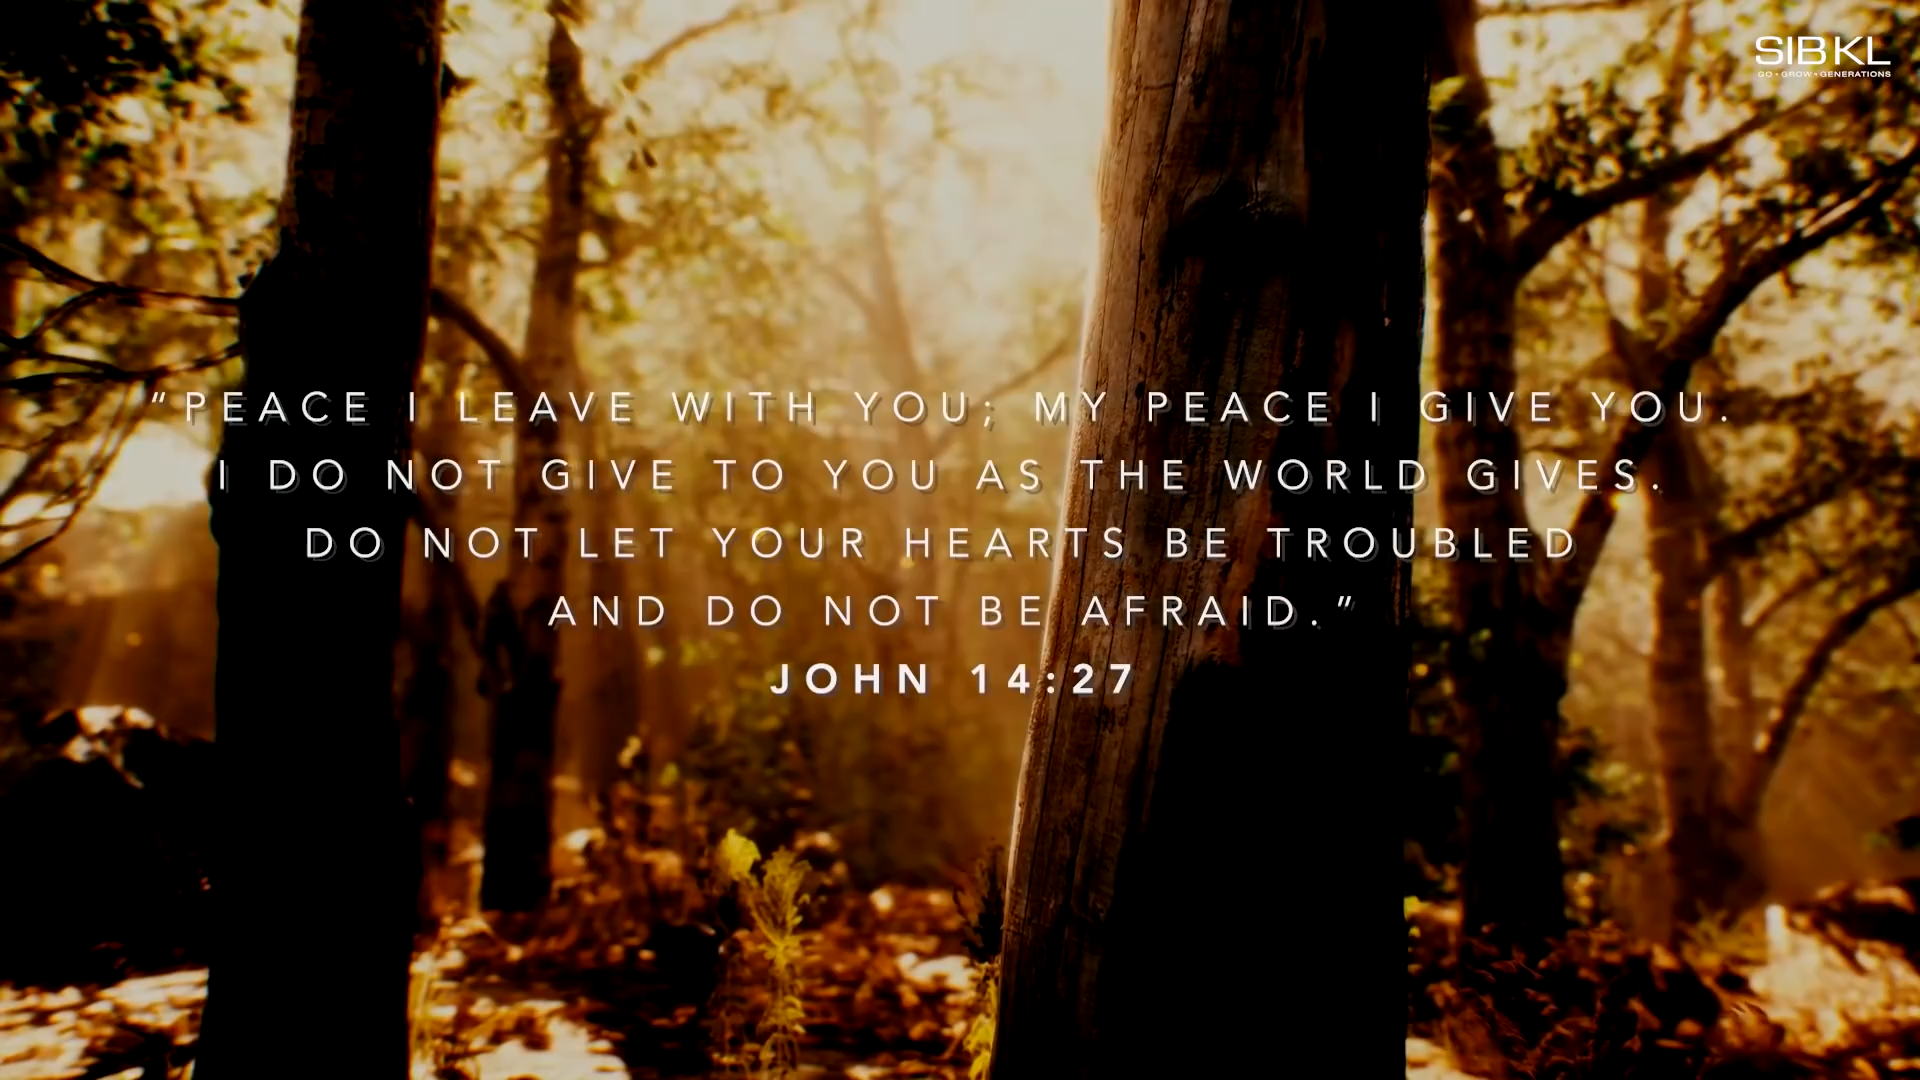 SIBKL
GO • GROW • GENERATIONS
“PEACE I LEAVE WITH YOU; MY PEACE I GIVE YOU.
I DO NOT GIVE TO YOU AS THE WORLD GIVES.
DO NOT LET YOUR HEARTS BE TROUBLED
AND DO NOT BE AFRAID.”
JOHN 14:27